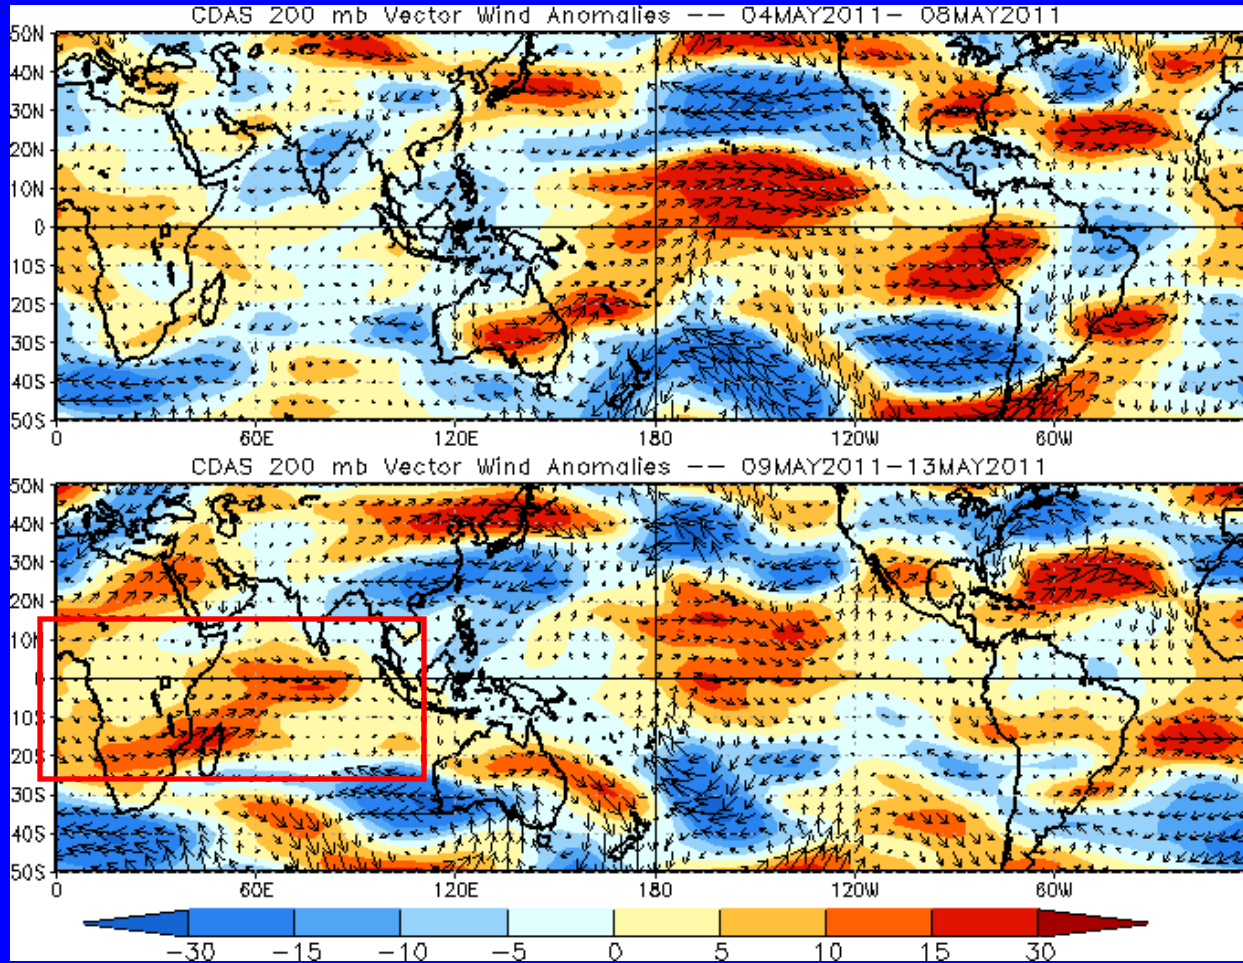 CDAS 200 mb Vector Wind Anomalies -- 04MAY2011- 08MAY2011
50N
40N
30N
20N
10N
0
10S
20S
30S
40S
50S
0 60E 120E 180 120W 60W
CDAS 200 mb Vector Wind Anomalies -- 09MAY2011-13MAY2011
50N
40N
30N
20N
10N
10S
20S
30S
40S
50S
0 60E 120E 180 120W 60W
-30 -15 -10 -5 0 5 10 15 30